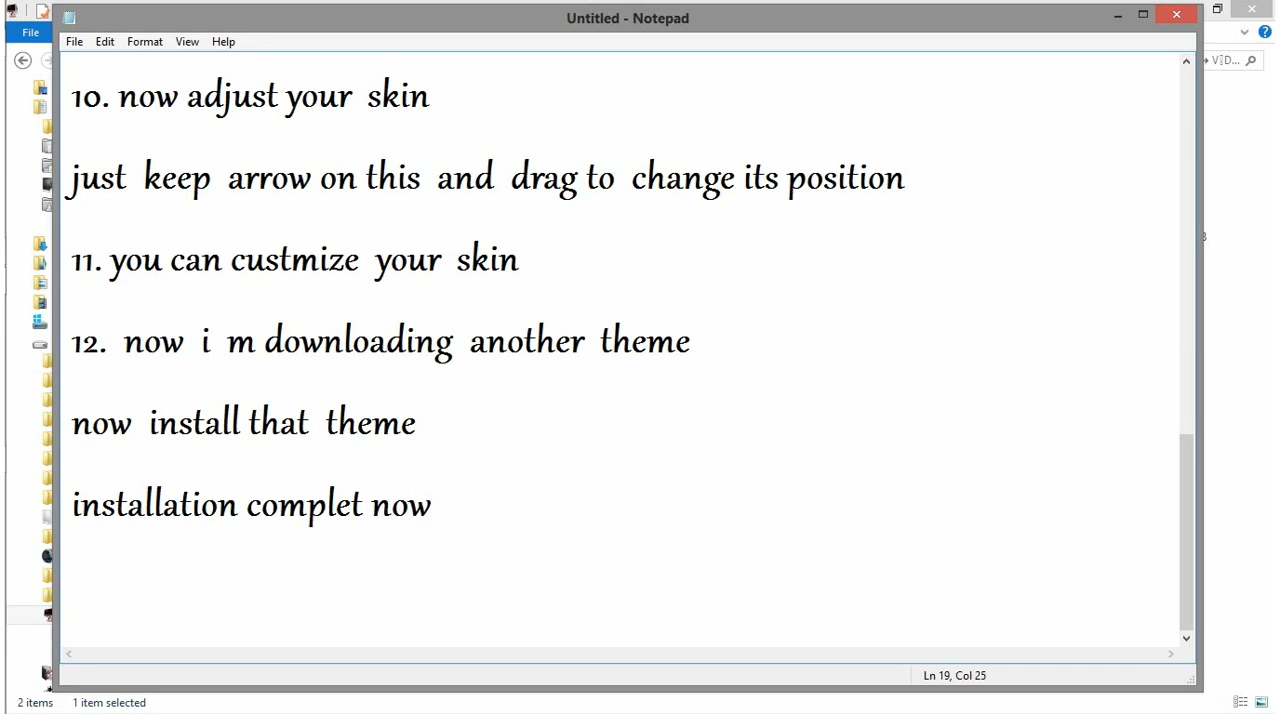 Untitled - Notepad
File
File Edit Format View Help
10. now adjust your skin
just keep arrow on this and drag to change its position
11. you can custmize your skin
12. now i m downloading another theme
now install that theme
installation complet now
Ln 19, Col 25
2 items 1 item selected